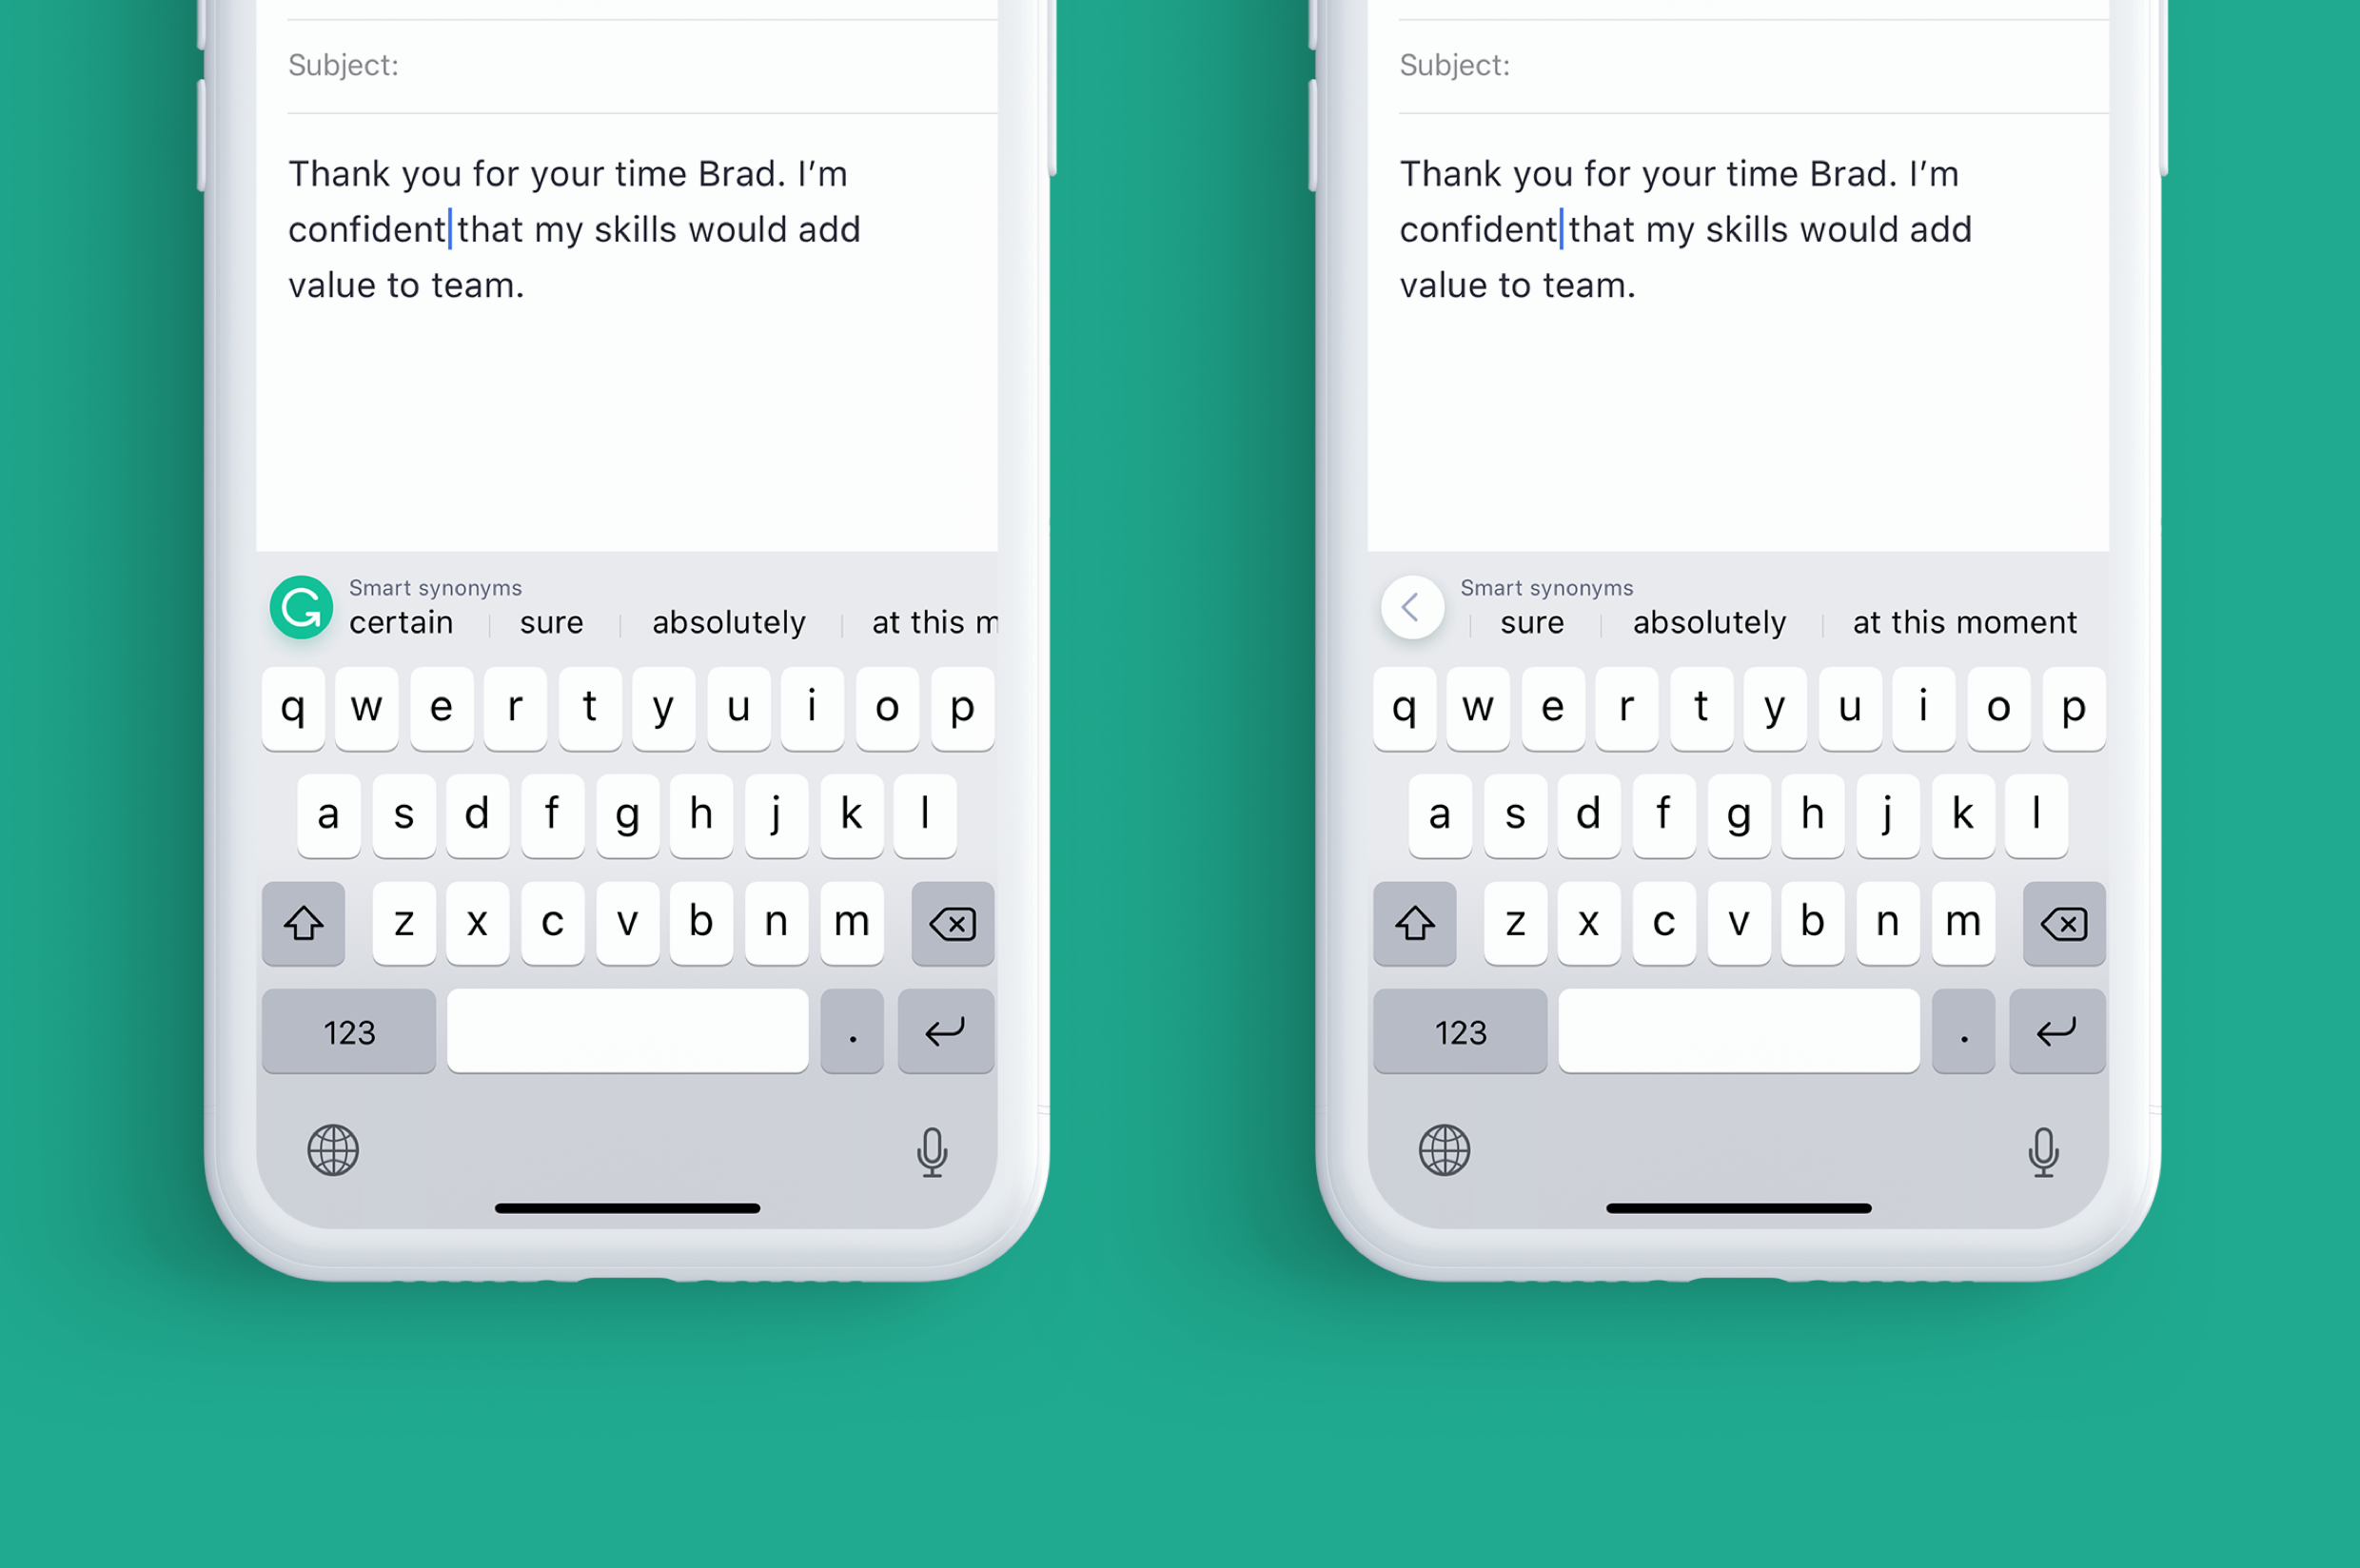 Subject:
Thank you for your time Brad. I’m
confident that my skills would add
value to team.
Smart synonyms
certain sure absolutely at this m
q w e r t y u i o p
a s d f g h j k l
z x c v b n m
123 .
Subject:
Thank you for your time Brad. I’m
confident that my skills would add
value to team.
Smart synonyms
sure absolutely at this moment
q w e r t y u i o p
a s d f g h j k l
z x c v b n m
123 .